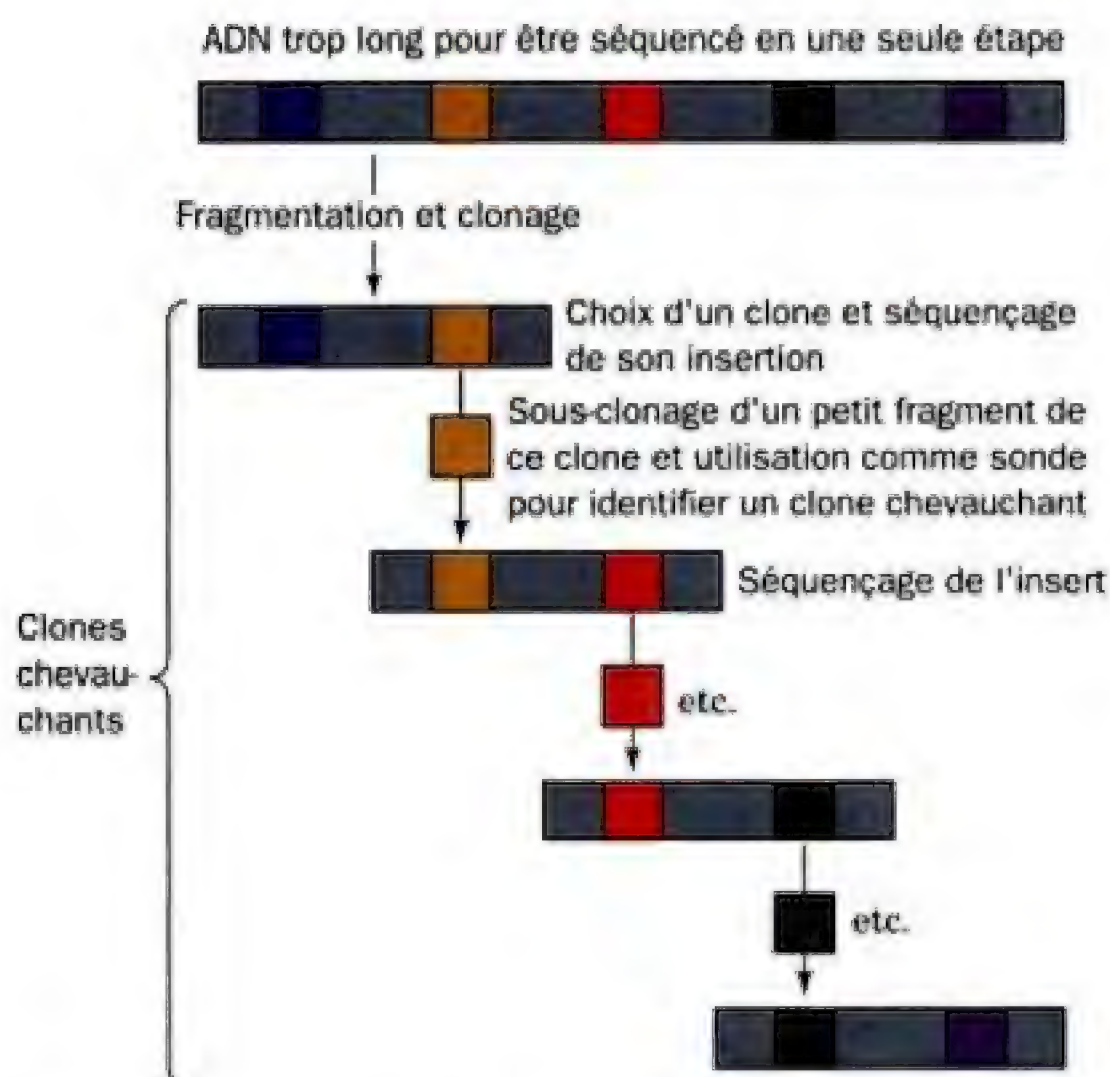 ADN trop long pour être séquencé en une seule étape
Fragmentation et clonage
Choix d'un clone et séquençage
de son insertion
Sous-clonage d'un petit fragment de
ce clone et utilisation comme sonde
pour identifier un clone chevauchant
Séquençage de l'insert
Clones
chevau-
chants
etc.
etc.